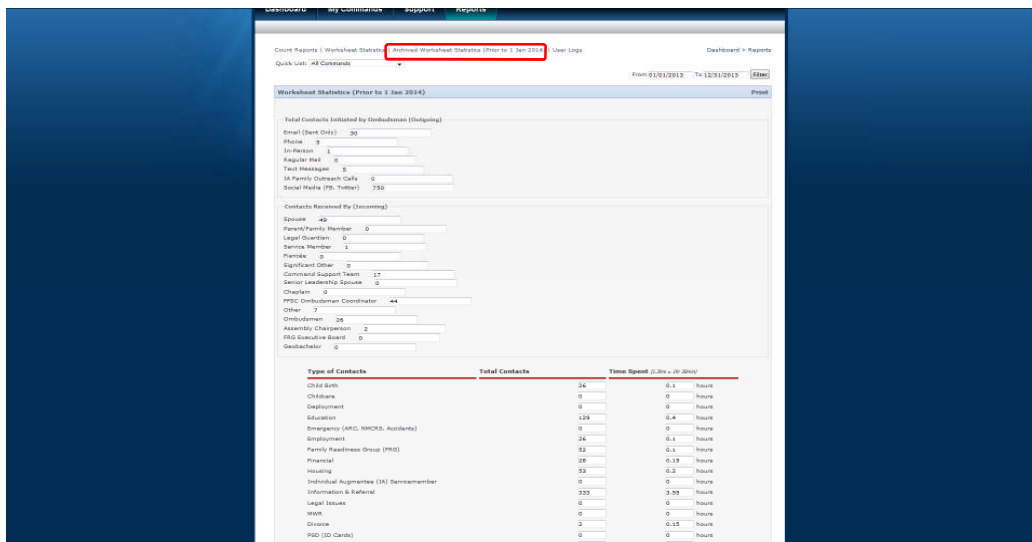 Dashboard My Commands Support Reports
Count Reports | Worksheet Statistics | Archived Worksheet Statistics (Prior to 1 Jan 2014) | User Logs Dashboard > Reports
Quick List: All Commands
From 01/01/2013 To 12/31/2013 Filter
Worksheet Statistics (Prior to 1 Jan 2014) Print
Total Contacts Initiated by Ombudsman (Outgoing)
Email (Sent Only) 30
Phone
In-Person 1
Regular Mail 0
Text Messages 5
IA Family Outreach Calls 0
Social Media (FB, Twitter) 750
Contacts Received By (Incoming)
Spouse 49
Parent/Family Member 0
Legal Guardian 0
Service Member 1
Fiancée 0
Significant Other 0
Command Support Team 17
Senior Leadership Spouse 0
Chaplain 0
FFSC Ombudsman Coordinator 44
Other 7
Ombudsman 26
Assembly Chairperson 2
FRG Executive Board 0
Geobachelor 0
Type of Contacts Total Contacts Time Spent (1.5hrs = 1hr 30min)
Child Birth 26 0.1 hours
Childcare 0 0 hours
Deployment 0 0 hours
Education 129 0.4 hours
Emergency (ARC, NMCRS, Accidents) 0 0 hours
Employment 26 0.1 hours
Family Readiness Group (FRG) 52 0.1 hours
Financial 28 0.15 hours
Housing 53 0.2 hours
Individual Augmentee (IA) Servicemember 0 0 hours
Information & Referral 333 3.55 hours
Legal Issues 0 0 hours
MWR 0 0 hours
Divorce 2 0.15 hours
PSD (ID Cards) 0 0 hours